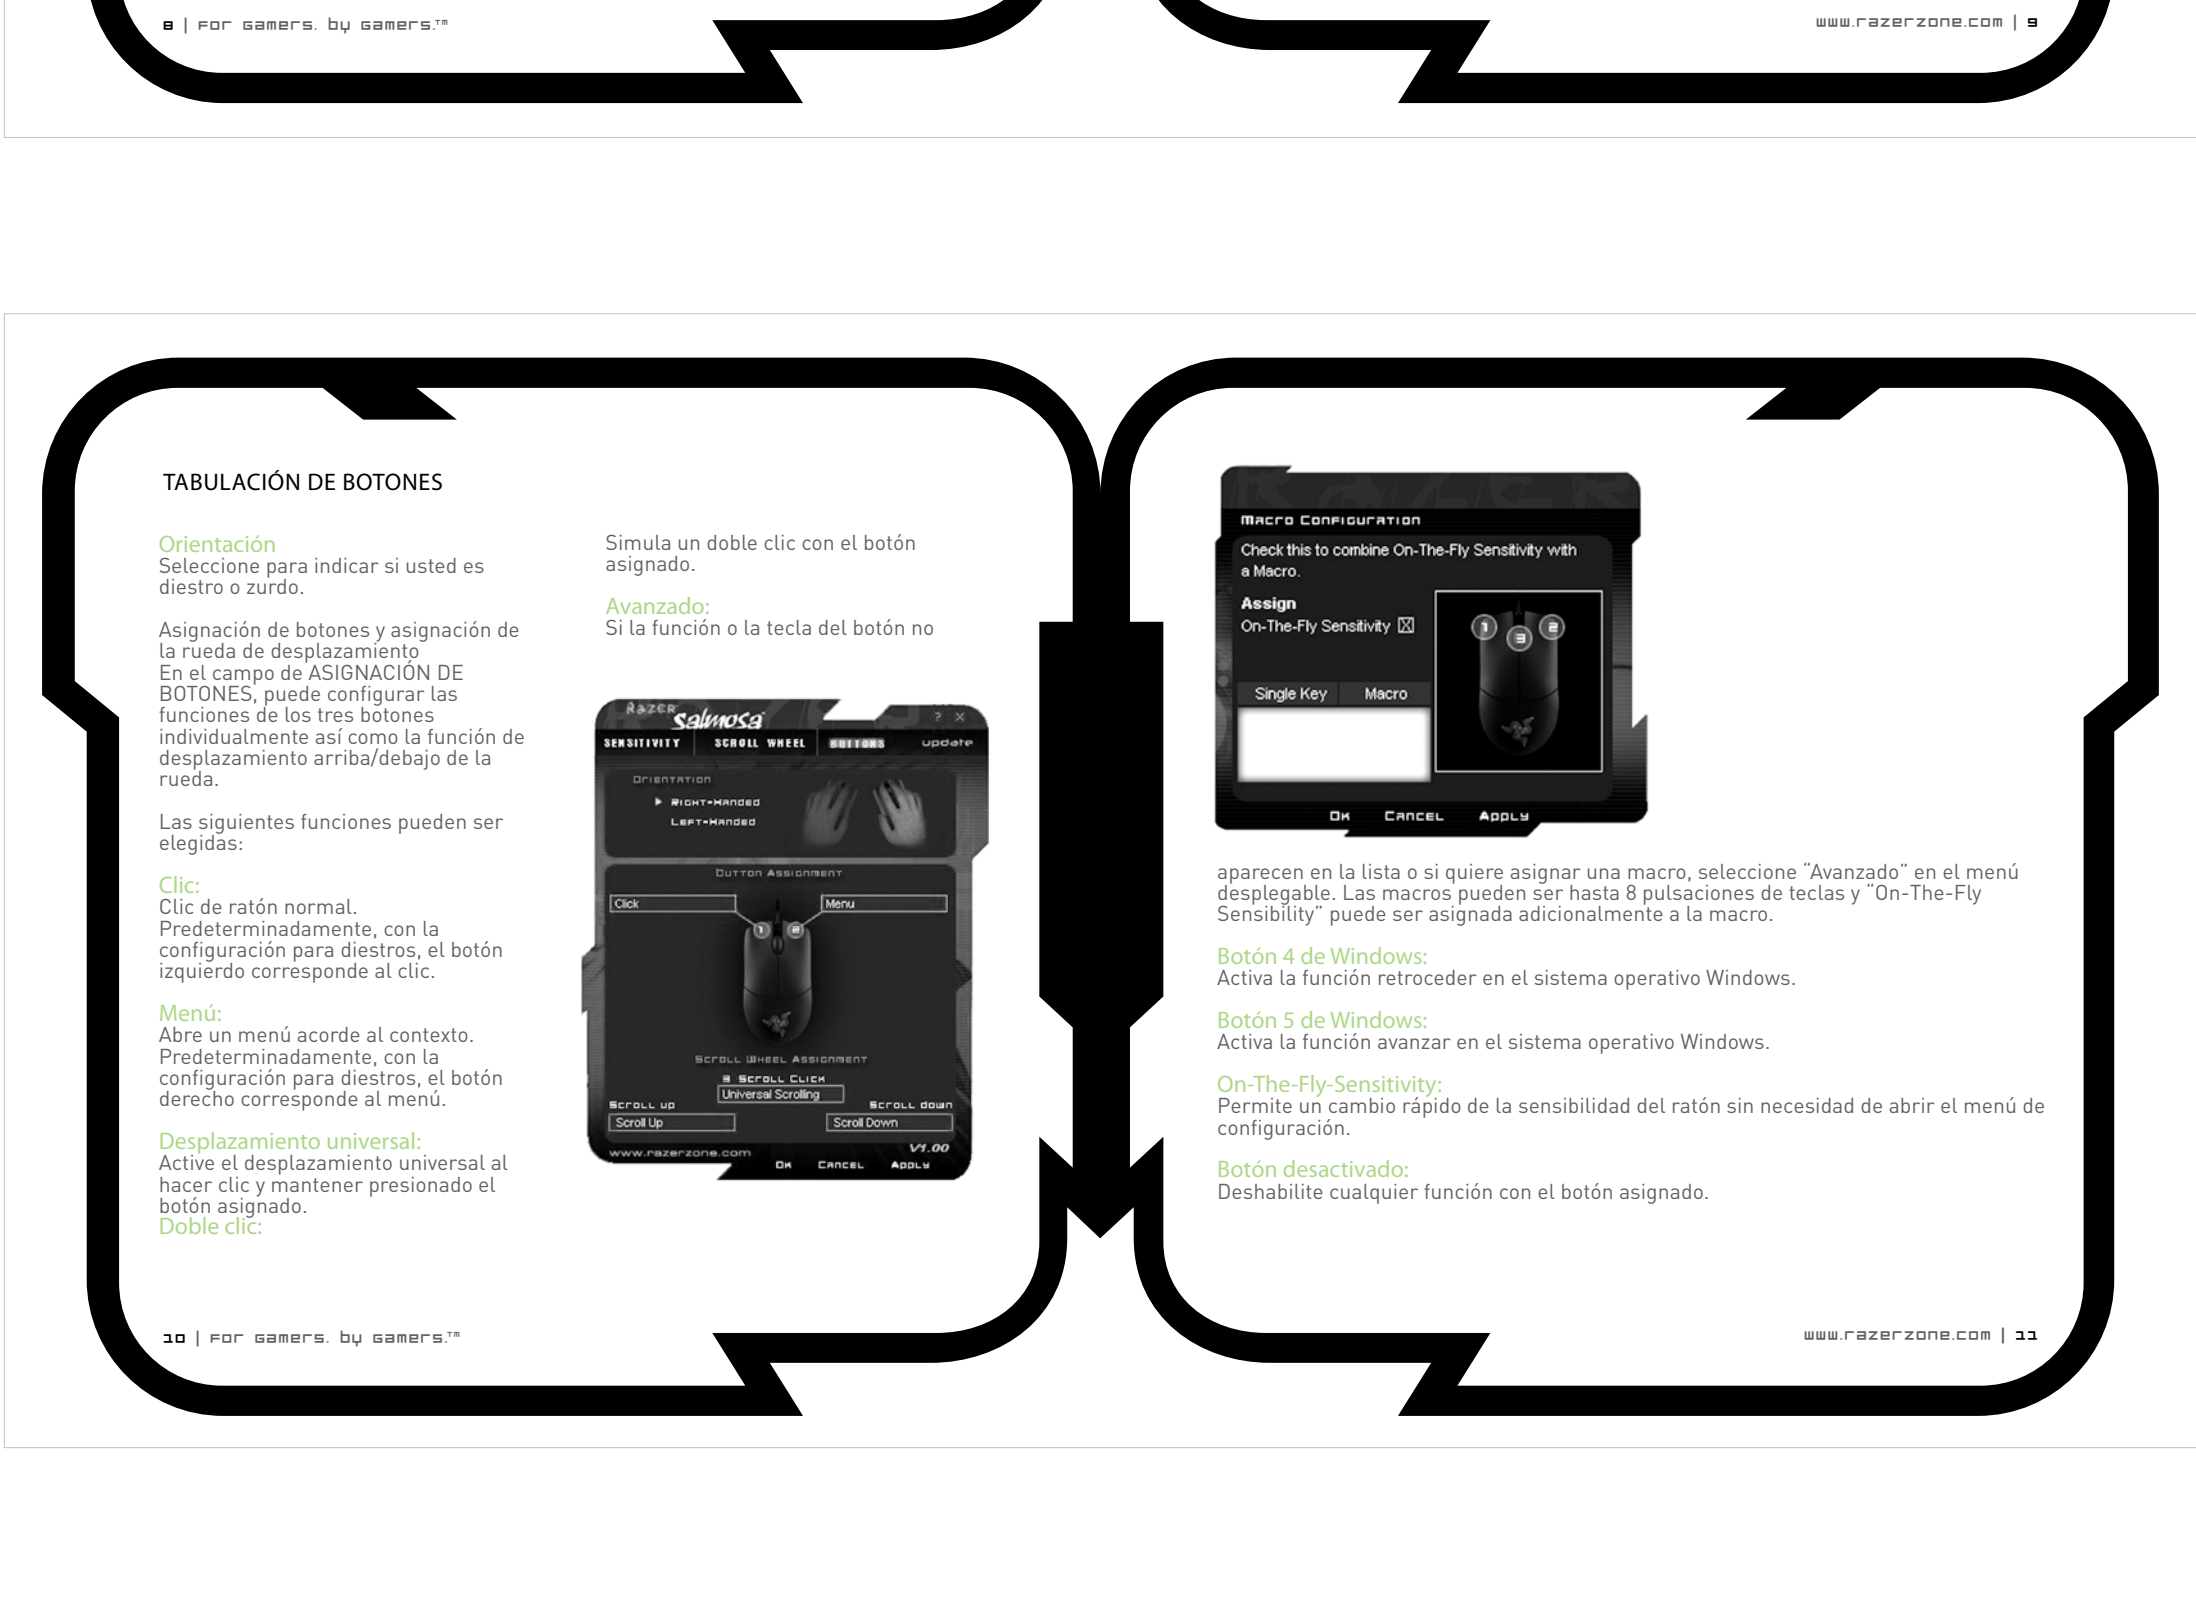 8 | For gamers. by gamers.™
www.razerzone.com | 9
TABULACIÓN DE BOTONES
Orientación
Seleccione para indicar si usted es
diestro o zurdo.
Asignación de botones y asignación de
la rueda de desplazamiento
En el campo de ASIGNACIÓN DE
BOTONES, puede configurar las
funciones de los tres botones
individualmente así como la función de
desplazamiento arriba/debajo de la
rueda.
Las siguientes funciones pueden ser
elegidas:
Clic:
Clic de ratón normal.
Predeterminadamente, con la
configuración para diestros, el botón
izquierdo corresponde al clic.
Menú:
Abre un menú acorde al contexto.
Predeterminadamente, con la
configuración para diestros, el botón
derecho corresponde al menú.
Desplazamiento universal:
Active el desplazamiento universal al
hacer clic y mantener presionado el
botón asignado.
Doble clic:
Simula un doble clic con el botón
asignado.
Avanzado:
Si la función o la tecla del botón no
Razer
Salmosa
? X
SENSITIVITY SCROLL WHEEL BUTTONS update
Orientation
Right-Handed
Left-Handed
Button Assignment
Click Menu
1 2
Scroll Wheel Assignment
3 Scroll Click
Universal Scrolling
Scroll up Scroll down
Scroll Up Scroll Down
www.razerzone.com V1.00
Ok Cancel Apply
10 | For gamers. by gamers.™
RAZER
Macro Configuration
Check this to combine On-The-Fly Sensitivity with
a Macro.
Assign
On-The-Fly Sensitivity
1 3 2
Single Key Macro
Ok Cancel Apply
aparecen en la lista o si quiere asignar una macro, seleccione “Avanzado” en el menú
desplegable. Las macros pueden ser hasta 8 pulsaciones de teclas y “On-The-Fly
Sensibility” puede ser asignada adicionalmente a la macro.
Botón 4 de Windows:
Activa la función retroceder en el sistema operativo Windows.
Botón 5 de Windows:
Activa la función avanzar en el sistema operativo Windows.
On-The-Fly-Sensitivity:
Permite un cambio rápido de la sensibilidad del ratón sin necesidad de abrir el menú de
configuración.
Botón desactivado:
Deshabilite cualquier función con el botón asignado.
www.razerzone.com | 11